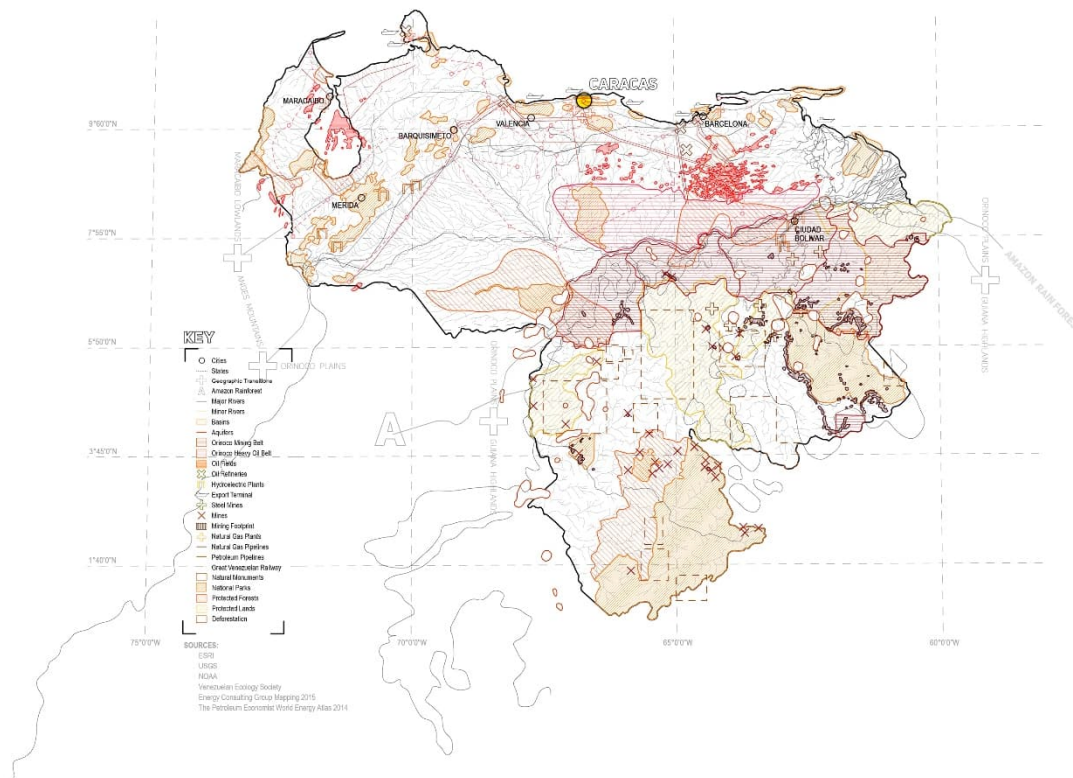 CARACAS
MARACAIBO
VALENCIA
BARCELONA
BARQUISIMETO
9°60'0"N
MERIDA
MARACAIBO LOWLANDS
ORINOCO PLAINS
7°55'0"N
CIUDAD
BOLIVAR
AMAZON RAIN FOREST
ANDES MOUNTAINS
GUIANA HIGHLANDS
KEY
5°50'0"N
ORINOCO PLAINS
ORINOCO PLAINS
Cities
States
Geographic Transitions
Amazon Rainforest
Major Rivers
Minor Rivers
Basins
Aquifers
Orinoco Mining Belt
Orinoco Heavy Oil Belt
Oil Fields
Oil Refineries
Hydroelectric Plants
Export Terminal
Steel Mines
Mines
Mining Footprint
Natural Gas Plants
Natural Gas Pipelines
Petroleum Pipelines
Great Venezuelan Railway
Natural Monuments
National Parks
Protected Forests
Protected Lands
Deforestation
A
3°45'0"N
GUIANA HIGHLANDS
1°40'0"N
75°0'0"W
70°0'0"W
65°0'0"W
60°0'0"W
SOURCES:
ESRI
USGS
NOAA
Venezuelan Ecology Society
Energy Consulting Group Mapping 2015
The Petroleum Economist World Energy Atlas 2014